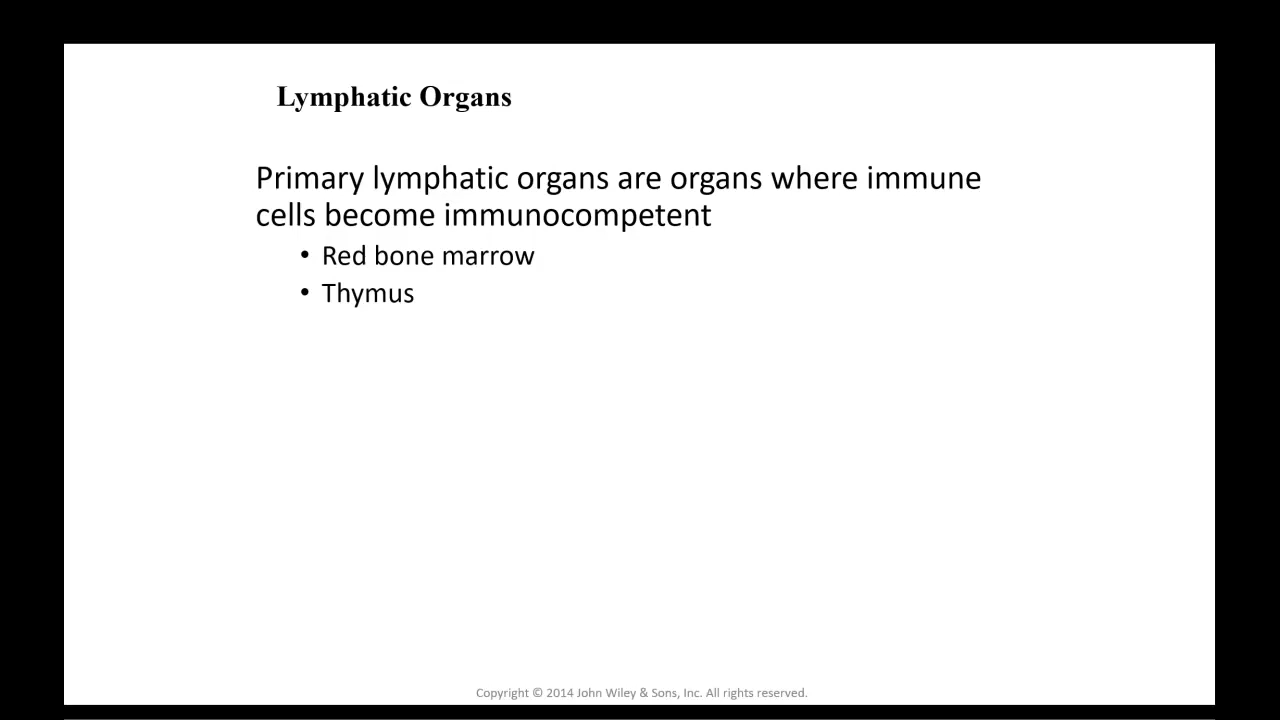 Lymphatic Organs
Primary lymphatic organs are organs where immune
cells become immunocompetent
• Red bone marrow
• Thymus
Copyright © 2014 John Wiley & Sons, Inc. All rights reserved.